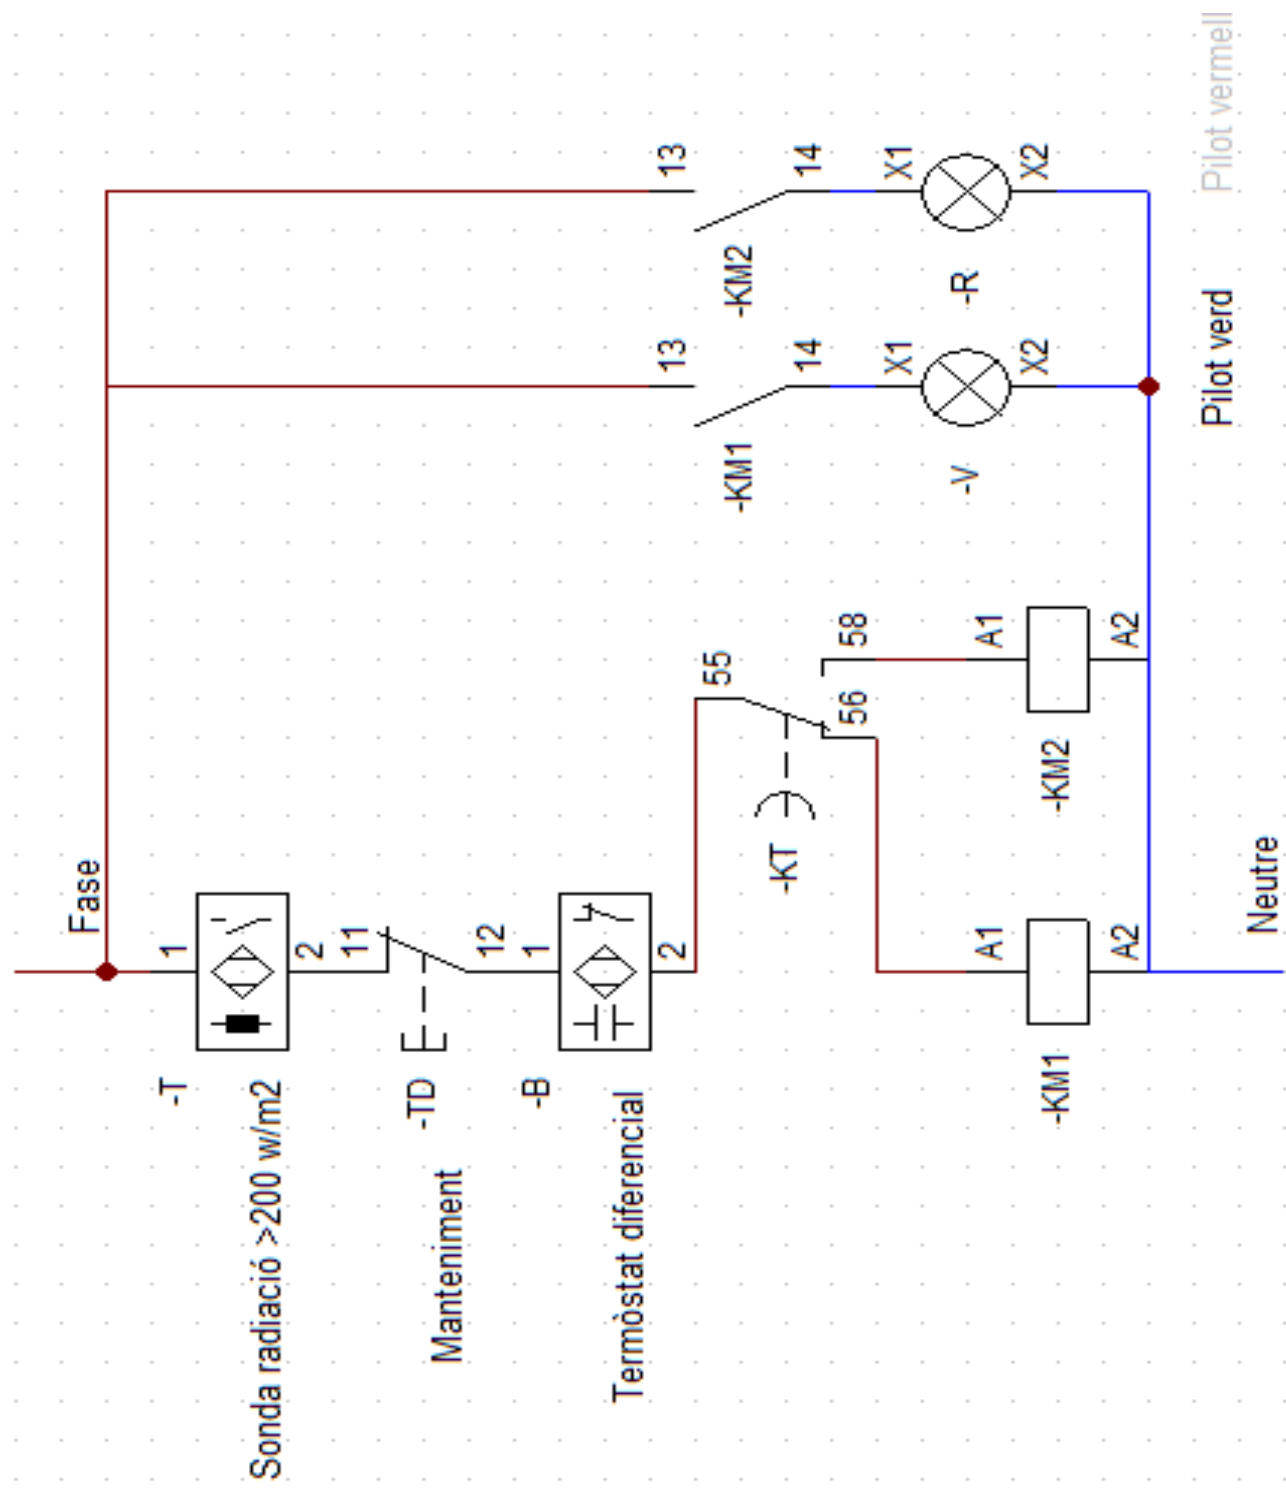 Fase
1
2
-T
Sonda radiació >200 w/m2
11
12
-TD
Manteniment
1
2
-B
Termòstat diferencial
55
56
58
-KT
A1
A2
-KM1
A1
A2
-KM2
13
14
-KM1
X1
X2
-V
Pilot verd
13
14
-KM2
X1
X2
-R
Pilot vermell
Neutre